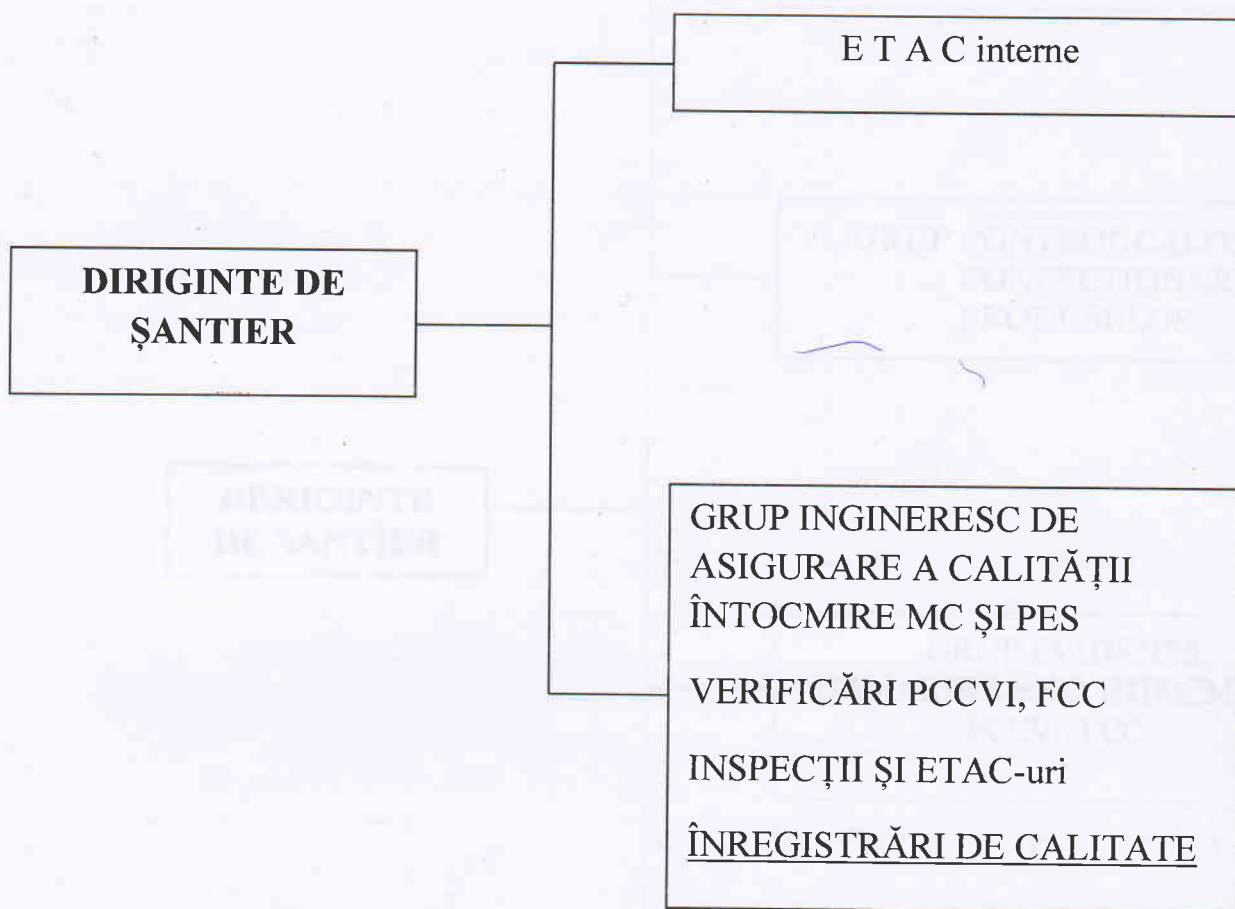 E T A C interne
DIRIGINTE DE
ȘANTIER
GRUP INGINERESC DE
ASIGURARE A CALITĂȚII
ÎNTOCMIRE MC ȘI PES
VERIFICĂRI PCCVI, FCC
INSPECȚII ȘI ETAC-uri
ÎNREGISTRĂRI DE CALITATE